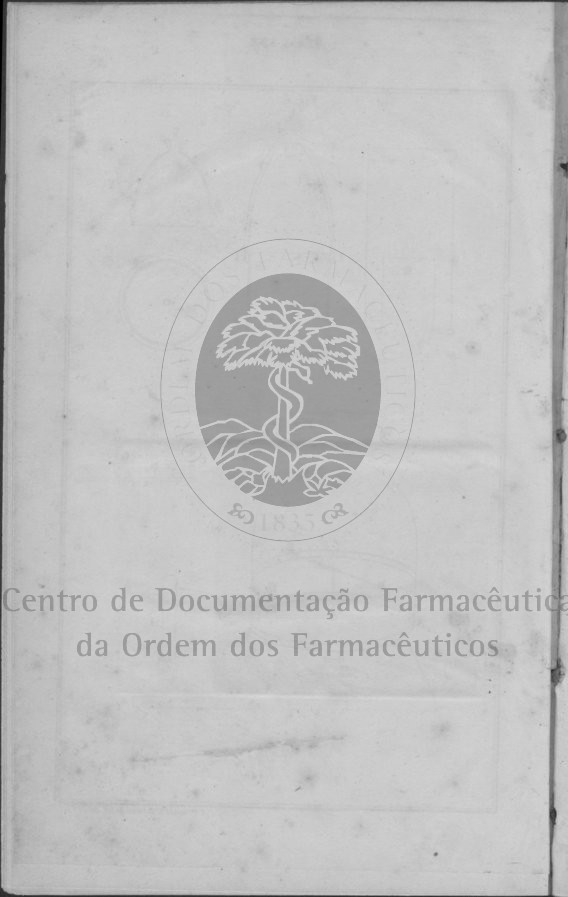 ORDEM DOS FARMACÊUTICOS
1835
Centro de Documentação Farmacêutica
da Ordem dos Farmacêuticos